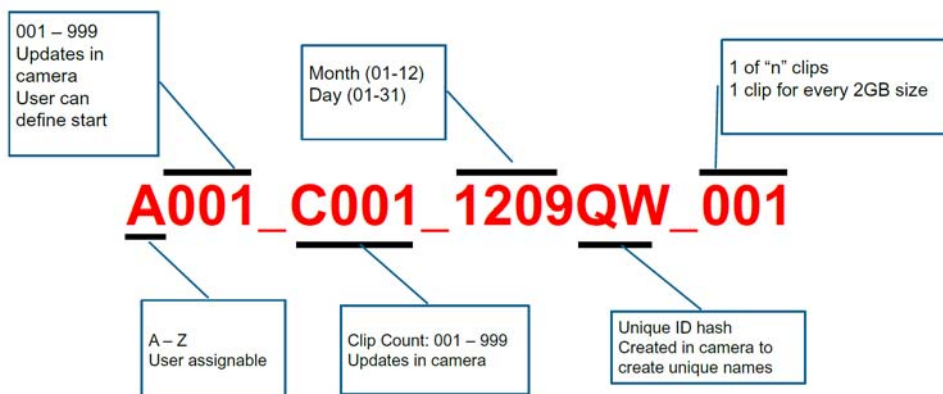 001 – 999
Updates in
camera
User can
define start
Month (01-12)
Day (01-31)
1 of “n” clips
1 clip for every 2GB size
A001_C001_1209QW_001
A – Z
User assignable
Clip Count: 001 – 999
Updates in camera
Unique ID hash
Created in camera to
create unique names